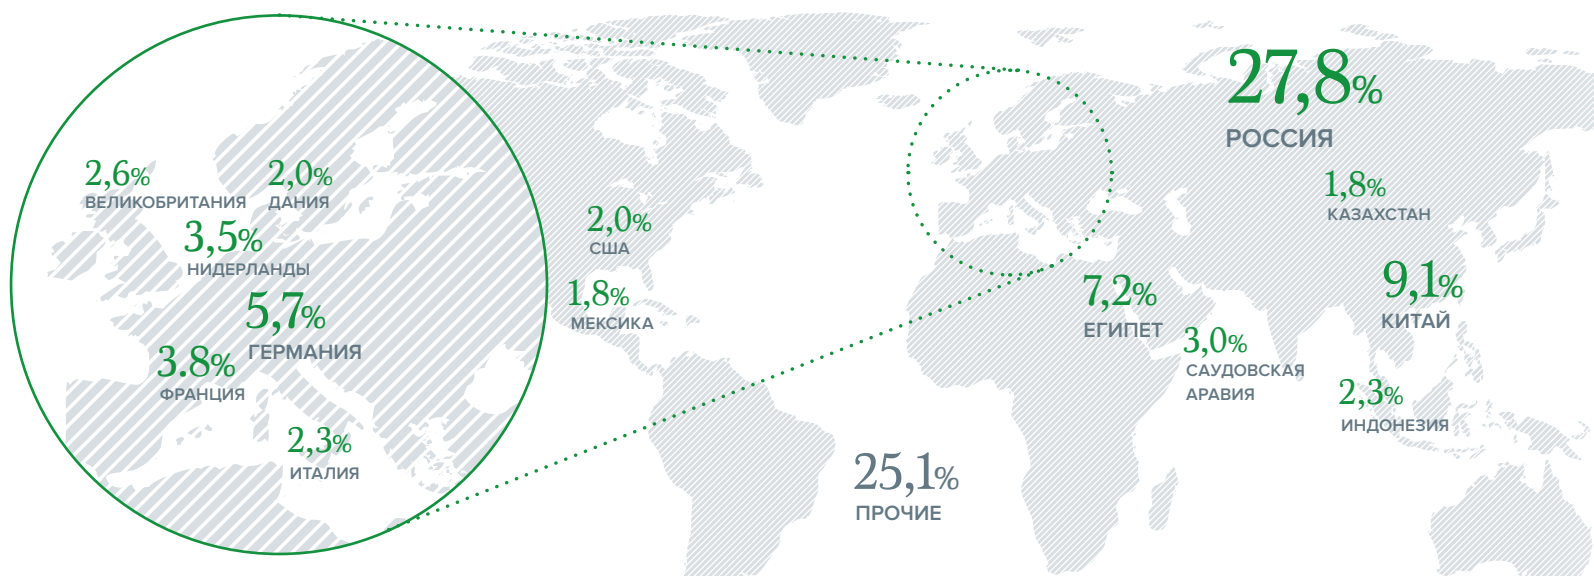 2,6%
ВЕЛИКОБРИТАНИЯ
2,0%
ДАНИЯ
3,5%
НИДЕРЛАНДЫ
5,7%
ГЕРМАНИЯ
3.8%
ФРАНЦИЯ
2,3%
ИТАЛИЯ
2,0%
США
1,8%
МЕКСИКА
25,1%
ПРОЧИЕ
27,8%
РОССИЯ
1,8%
КАЗАХСТАН
7,2%
ЕГИПЕТ
3,0%
САУДОВСКАЯ
АРАВИЯ
9,1%
КИТАЙ
2,3%
ИНДОНЕЗИЯ